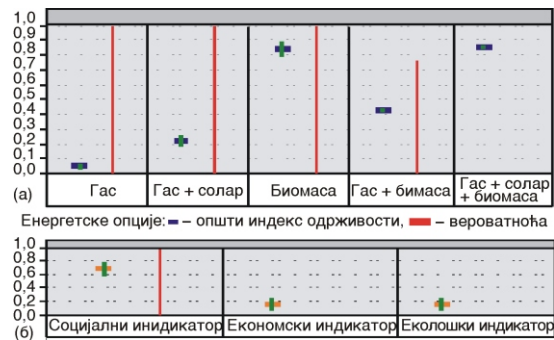 1,0
0,9
0,8
0,7
0,6
0,5
0,4
0,3
0,2
0,1
0,0
(а)
Гас
Гас + солар
Биомаса
Гас + бимаса
Гас + солар
+ биомаса
Енергетске опције: – општи индекс одрживости, – вероватноћа
1,0
0,8
0,6
0,4
0,2
0,0
(б)
Социјални инидикатор
Економски индикатор
Еколошки индикатор